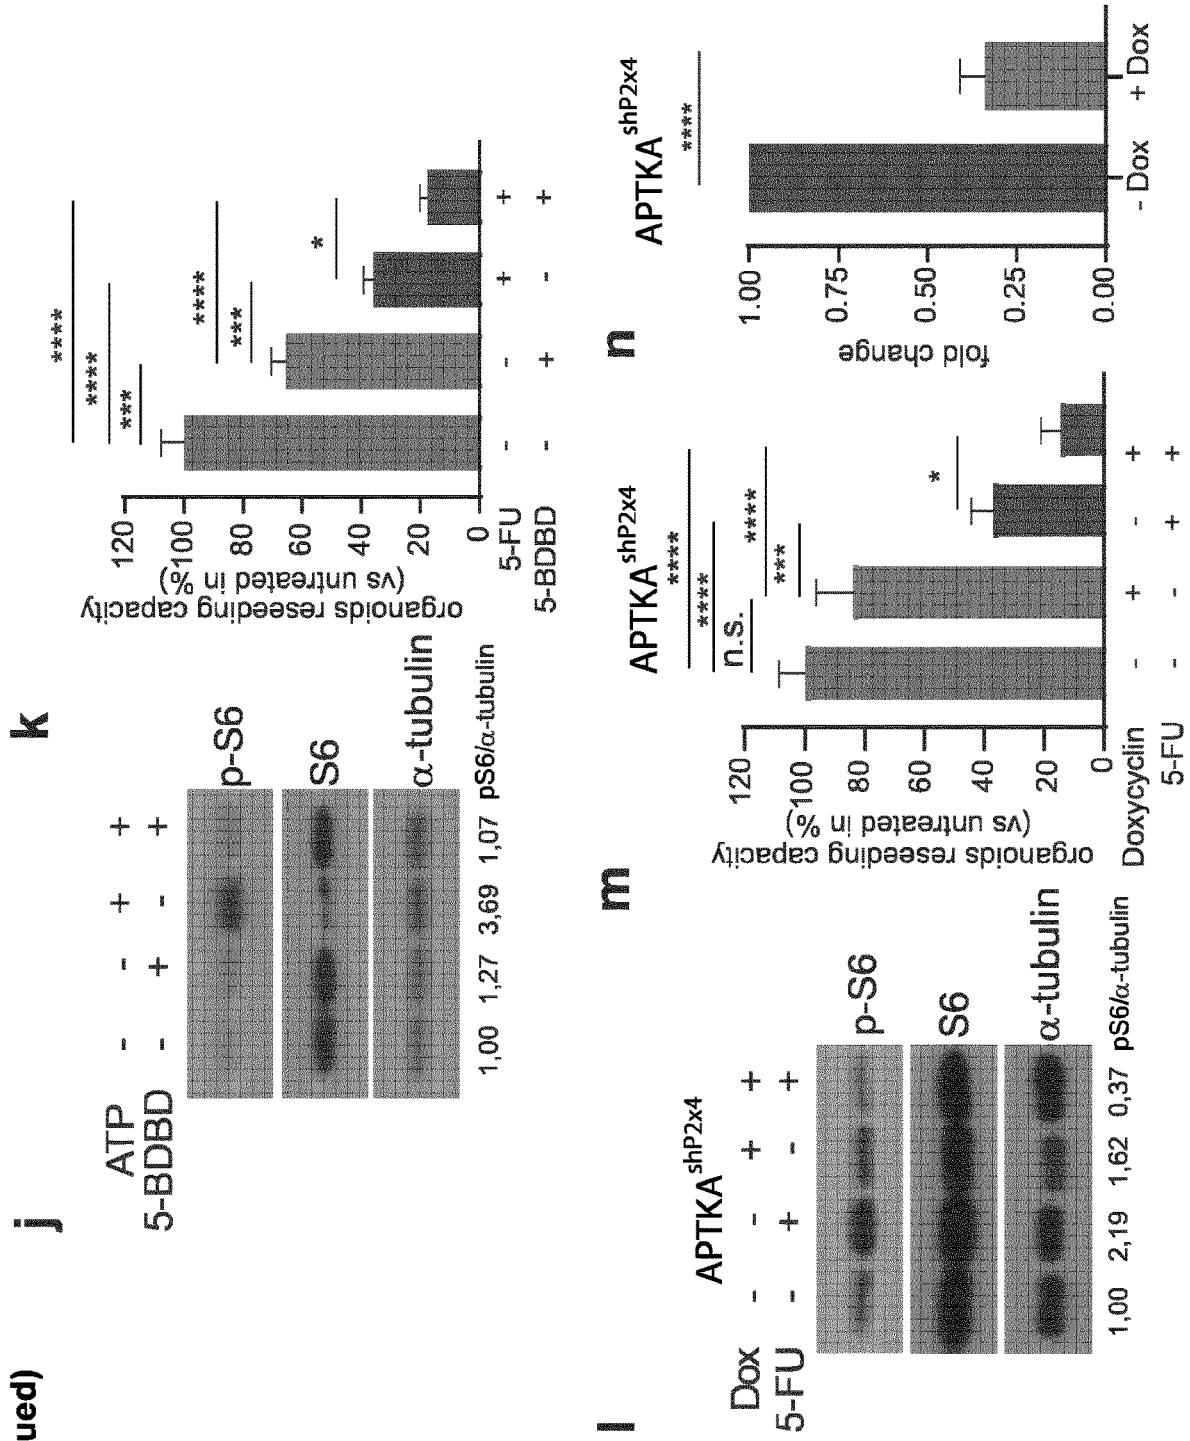 ued)
j
ATP - - + +
5-BDBD - + - +
p-S6
S6
α-tubulin
1,00 1,27 3,69 1,07 pS6/α-tubulin
k
organoids reseeding capacity
(vs untreated in %)
120
100
80
60
40
20
0
****
****
***
****
***
*
5-FU - - + +
5-BDBD - + - +
l
APTKA shP2x4
Dox - - + +
5-FU - + - +
p-S6
S6
α-tubulin
1,00 2,19 1,62 0,37 pS6/α-tubulin
m
APTKA shP2x4
organoids reseeding capacity
(vs untreated in %)
120
100
80
60
40
20
0
****
****
n.s.
****
***
*
Doxycyclin - + - +
5-FU - - + +
n
APTKA shP2x4
fold change
1.00
0.75
0.50
0.25
0.00
****
- Dox + Dox